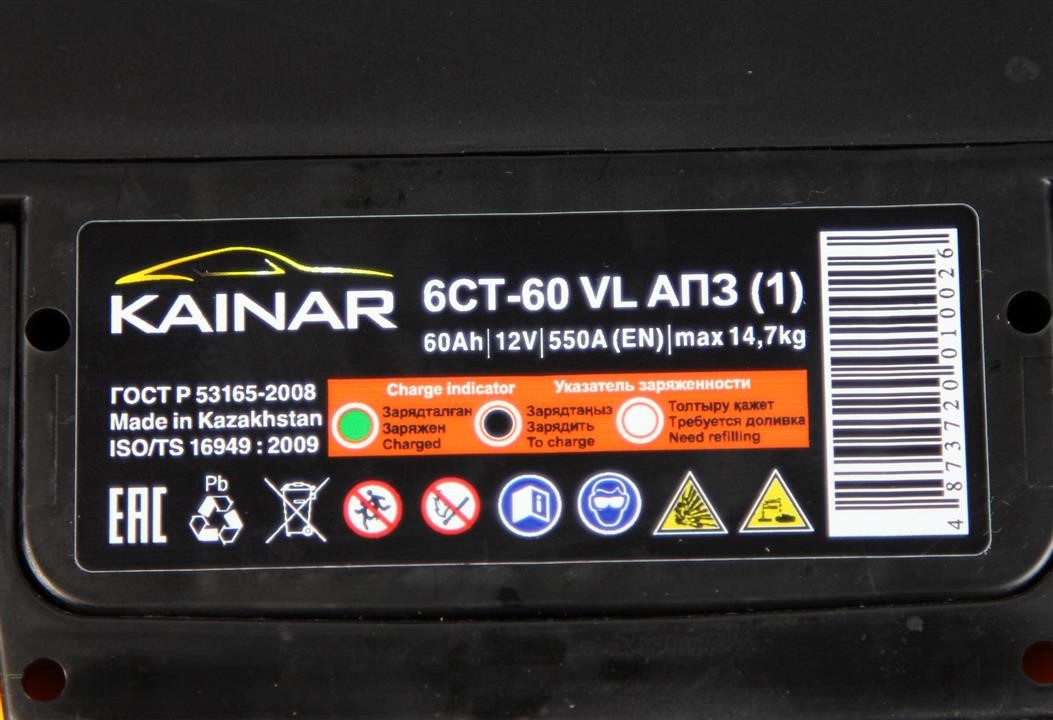 KAINAR
6СТ-60 VL АПЗ (1)
60Ah|12V|550A (EN)|max 14,7kg
ГОСТ Р 53165-2008
Made in Kazakhstan
ISO/TS 16949 : 2009
Charge indicator Указатель заряженности
Зарядталған
Заряжен
Charged
Зарядтаңыз
Зарядить
To charge
Толтыру қажет
Требуется доливка
Need refilling
EAC
Pb
4 873720 010026